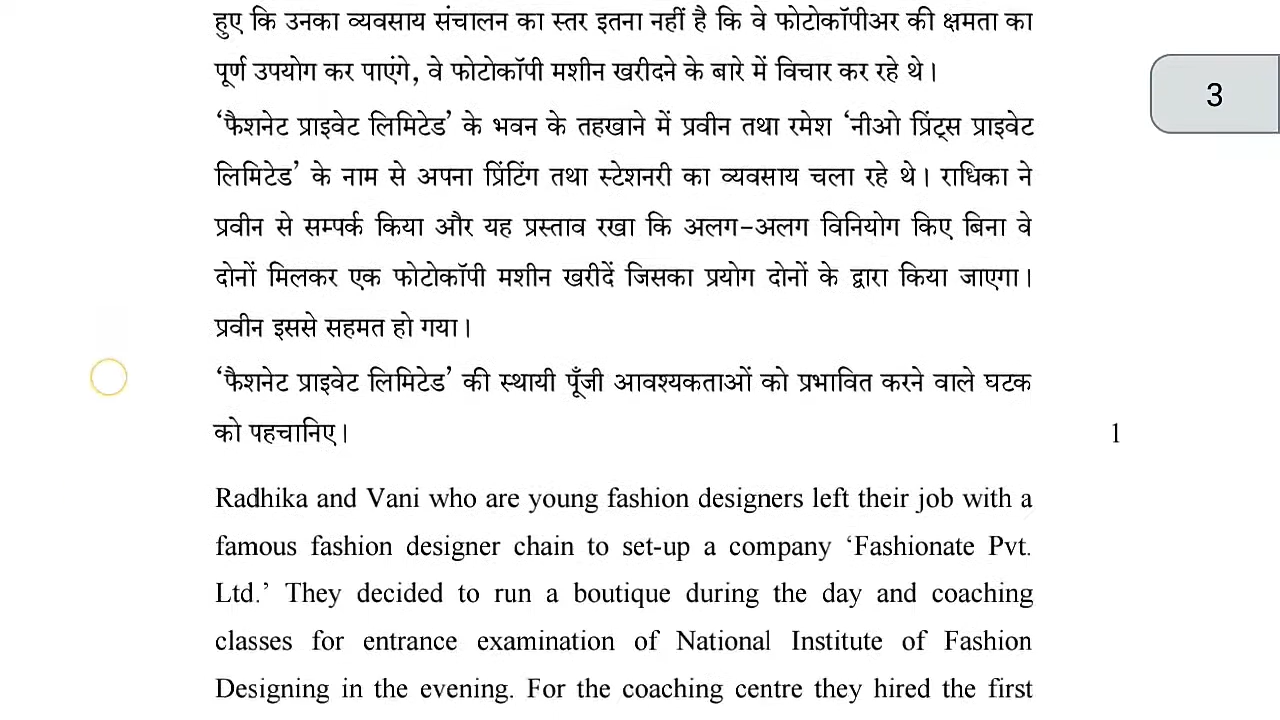 हुए कि उनका व्यवसाय संचालन का स्तर इतना नहीं है कि वे फोटोकॉपीअर की क्षमता का
पूर्ण उपयोग कर पाएंगे, वे फोटोकॉपी मशीन खरीदने के बारे में विचार कर रहे थे।
3
‘फैशनेट प्राइवेट लिमिटेड’ के भवन के तहखाने में प्रवीन तथा रमेश ‘नीओ प्रिंट्स प्राइवेट
लिमिटेड’ के नाम से अपना प्रिंटिंग तथा स्टेशनरी का व्यवसाय चला रहे थे। राधिका ने
प्रवीन से सम्पर्क किया और यह प्रस्ताव रखा कि अलग-अलग विनियोग किए बिना वे
दोनों मिलकर एक फोटोकॉपी मशीन खरीदें जिसका प्रयोग दोनों के द्वारा किया जाएगा।
प्रवीन इससे सहमत हो गया।
‘फैशनेट प्राइवेट लिमिटेड’ की स्थायी पूँजी आवश्यकताओं को प्रभावित करने वाले घटक
को पहचानिए। 1
Radhika and Vani who are young fashion designers left their job with a
famous fashion designer chain to set-up a company ‘Fashionate Pvt.
Ltd.’ They decided to run a boutique during the day and coaching
classes for entrance examination of National Institute of Fashion
Designing in the evening. For the coaching centre they hired the first